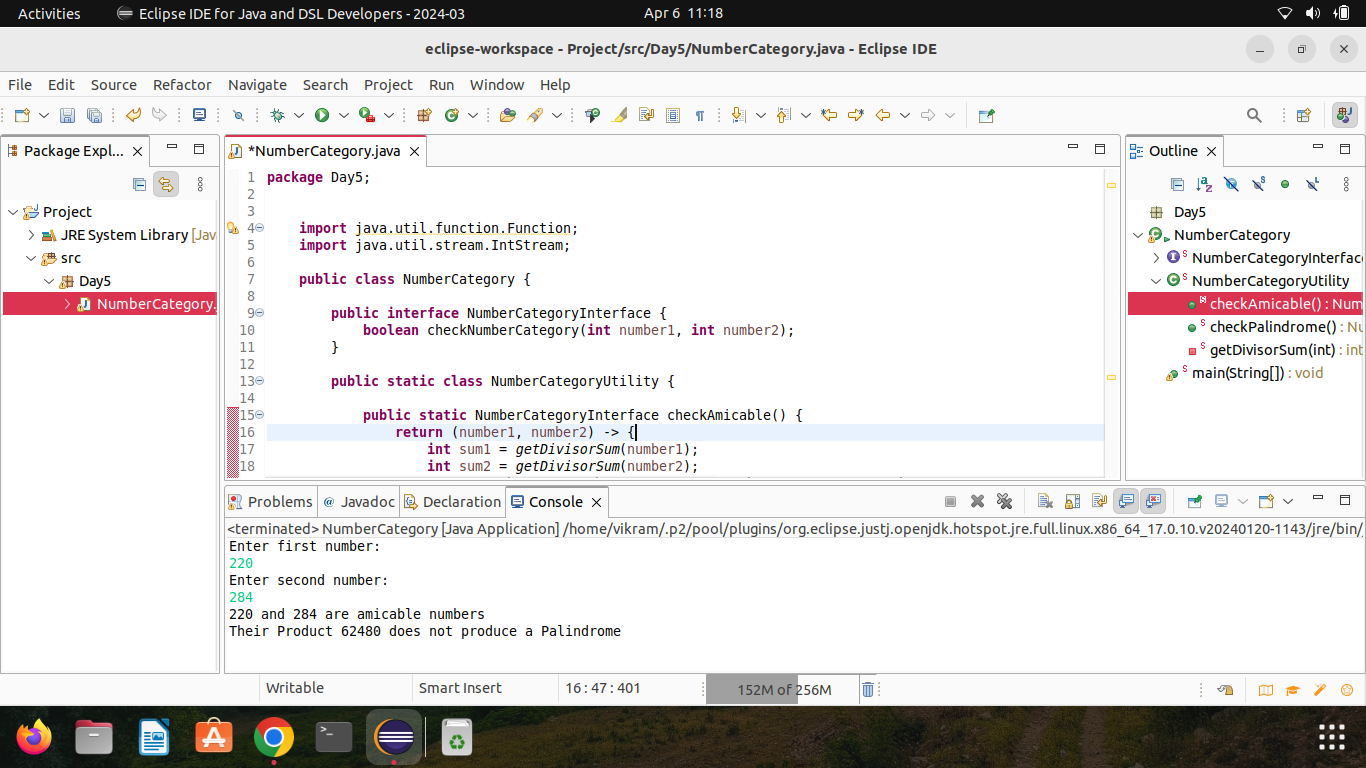 Activities Eclipse IDE for Java and DSL Developers - 2024-03 Apr 6 11:18
eclipse-workspace - Project/src/Day5/NumberCategory.java - Eclipse IDE
File Edit Source Refactor Navigate Search Project Run Window Help
Package Expl...
Project
JRE System Library [Jav
src
Day5
NumberCategory.
*NumberCategory.java
1 package Day5;
2
3
4 import java.util.function.Function;
5 import java.util.stream.IntStream;
6
7 public class NumberCategory {
8
9 public interface NumberCategoryInterface {
10 boolean checkNumberCategory(int number1, int number2);
11 }
12
13 public static class NumberCategoryUtility {
14
15 public static NumberCategoryInterface checkAmicable() {
16 return (number1, number2) -> {
17 int sum1 = getDivisorSum(number1);
18 int sum2 = getDivisorSum(number2);
Outline
Day5
NumberCategory
NumberCategoryInterfac
NumberCategoryUtility
checkAmicable() : Num
checkPalindrome() : Nu
getDivisorSum(int) : int
main(String[]) : void
Problems Javadoc Declaration Console
<terminated> NumberCategory [Java Application] /home/vikram/.p2/pool/plugins/org.eclipse.justj.openjdk.hotspot.jre.full.linux.x86_64_17.0.10.v20240120-1143/jre/bin/
Enter first number:
220
Enter second number:
284
220 and 284 are amicable numbers
Their Product 62480 does not produce a Palindrome
Writable Smart Insert 16 : 47 : 401 152M of 256M